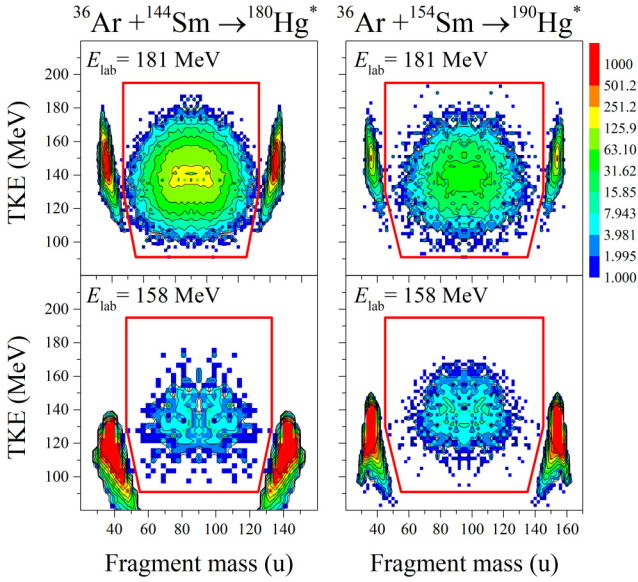 ³⁶Ar +¹⁴⁴Sm → ¹⁸⁰Hg*
³⁶Ar +¹⁵⁴Sm → ¹⁹⁰Hg*
E_lab = 181 MeV
E_lab = 181 MeV
TKE (MeV)
200
180
160
140
120
100
1000
501.2
251.2
125.9
63.10
31.62
15.85
7.943
3.981
1.995
1.000
E_lab = 158 MeV
E_lab = 158 MeV
TKE (MeV)
200
180
160
140
120
100
40 60 80 100 120 140
20 40 60 80 100 120 140 160
Fragment mass (u)
Fragment mass (u)